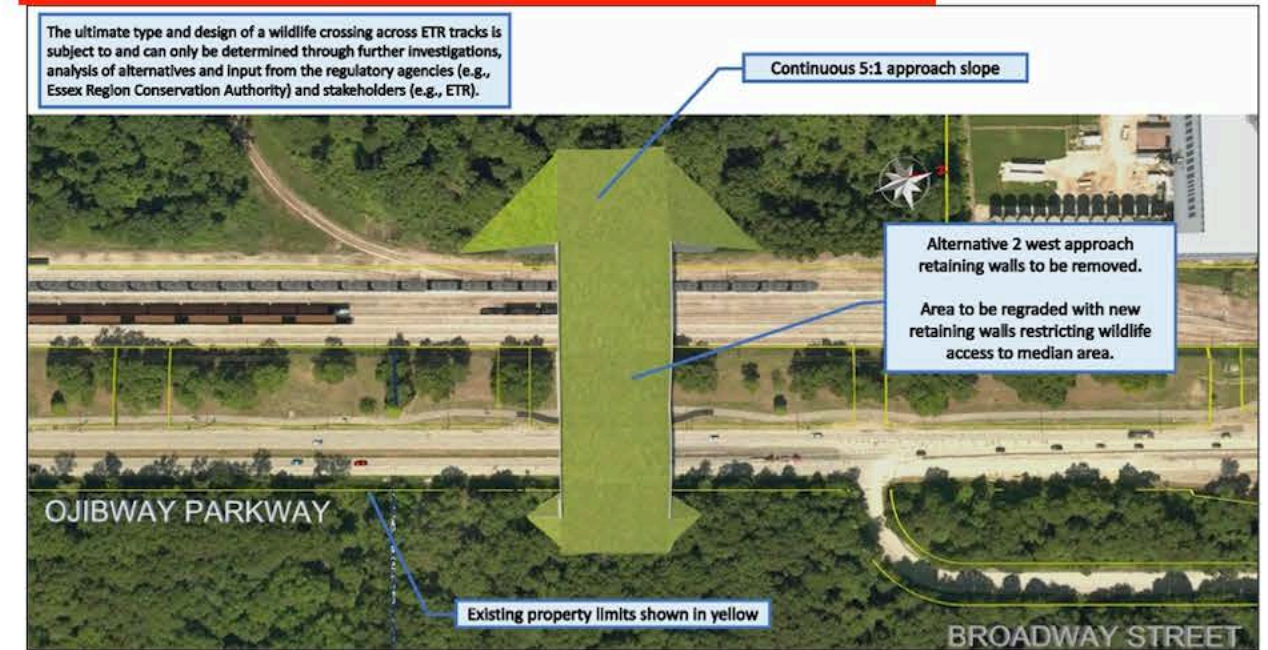 The ultimate type and design of a wildlife crossing across ETR tracks is
subject to and can only be determined through further investigations,
analysis of alternatives and input from the regulatory agencies (e.g.,
Essex Region Conservation Authority) and stakeholders (e.g., ETR).
Continuous 5:1 approach slope
Alternative 2 west approach
retaining walls to be removed.
Area to be regraded with new
retaining walls restricting wildlife
access to median area.
OJIBWAY PARKWAY
Existing property limits shown in yellow
BROADWAY STREET